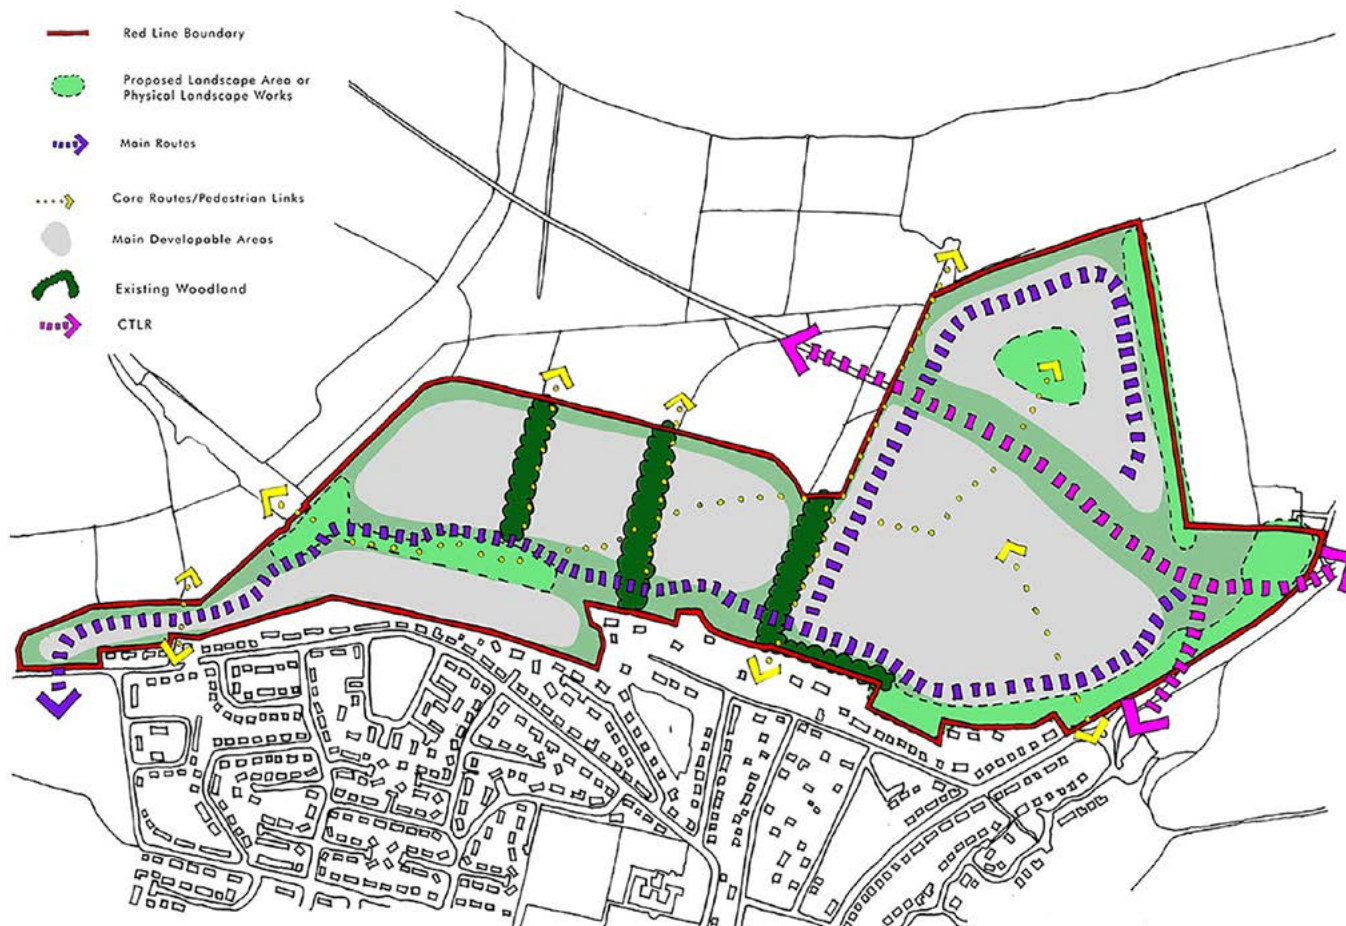 Red Line Boundary
Proposed Landscape Area or
Physical Landscape Works
Main Routes
Core Routes/Pedestrian Links
Main Developable Areas
Existing Woodland
CTLR